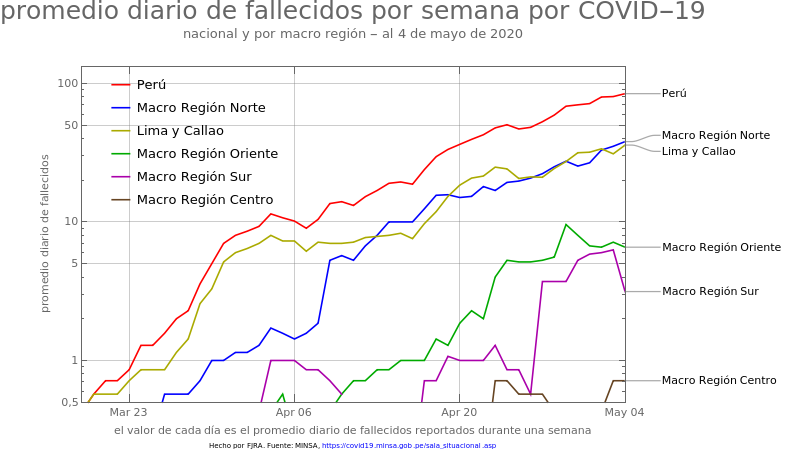 promedio diario de fallecidos por semana por COVID‒19
nacional y por macro región ‒ al 4 de mayo de 2020
promedio diario de fallecidos
100
50
10
5
1
0,5
Perú
Macro Región Norte
Lima y Callao
Macro Región Oriente
Macro Región Sur
Macro Región Centro
Perú
Macro Región Norte
Lima y Callao
Macro Región Oriente
Macro Región Sur
Macro Región Centro
Mar 23 Apr 06 Apr 20 May 04
el valor de cada día es el promedio diario de fallecidos reportados durante una semana
Hecho por FJRA. Fuente: MINSA, https://covid19.minsa.gob.pe/sala_situacional .asp